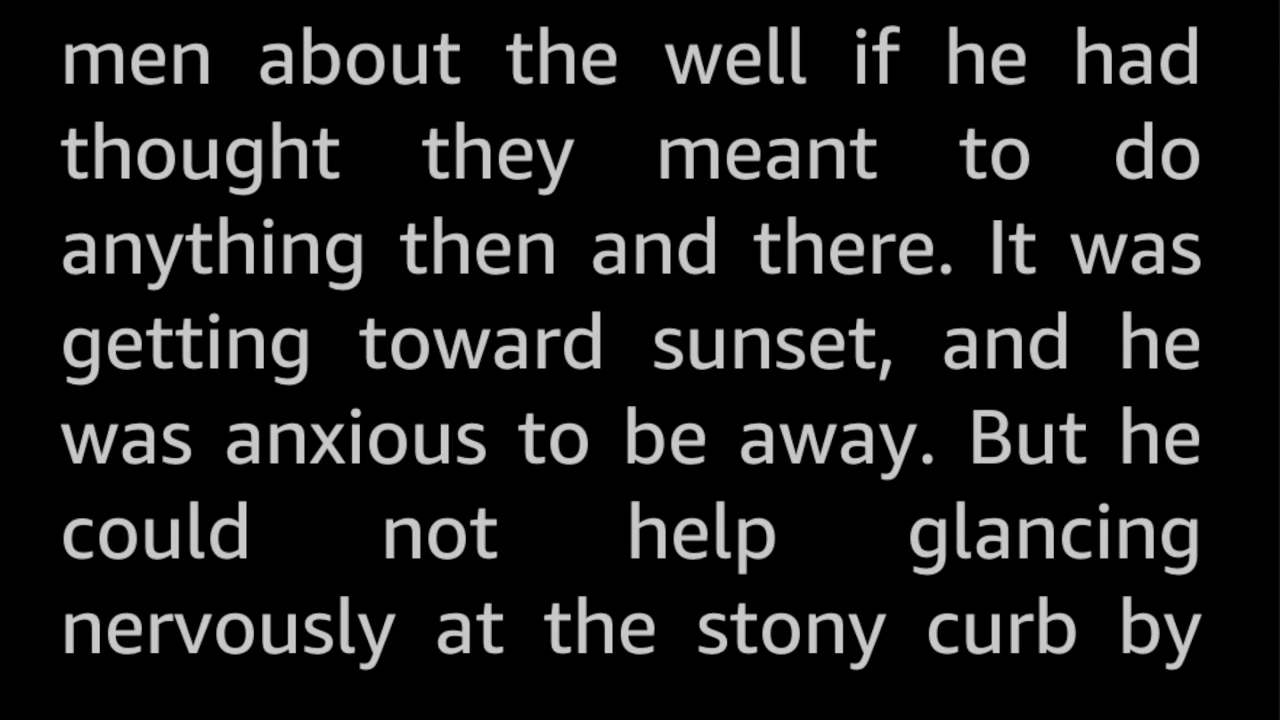 men about the well if he had
thought they meant to do
anything then and there. It was
getting toward sunset, and he
was anxious to be away. But he
could not help glancing
nervously at the stony curb by